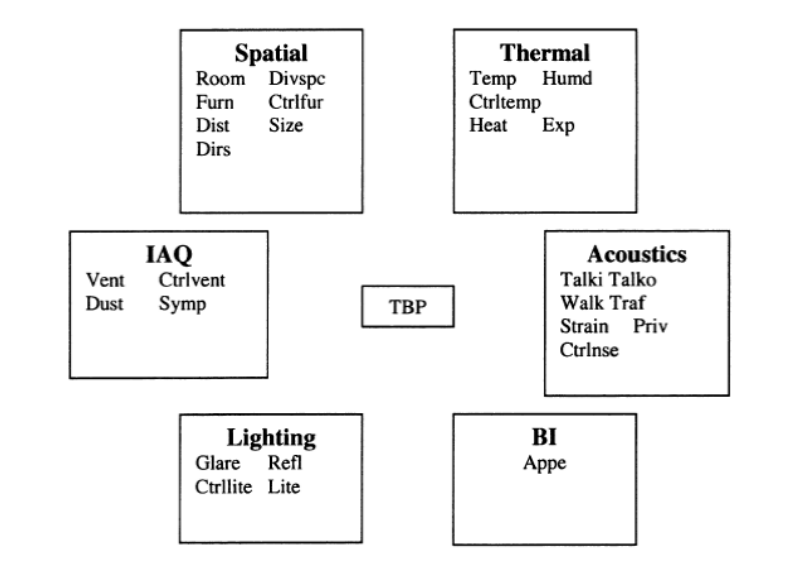 Spatial
Room Divspc
Furn Ctrlfur
Dist Size
Dirs
Thermal
Temp Humd
Ctrltemp
Heat Exp
IAQ
Vent Ctrlvent
Dust Symp
TBP
Acoustics
Talki Talko
Walk Traf
Strain Priv
Ctrlnse
Lighting
Glare Refl
Ctrllite Lite
BI
Appe